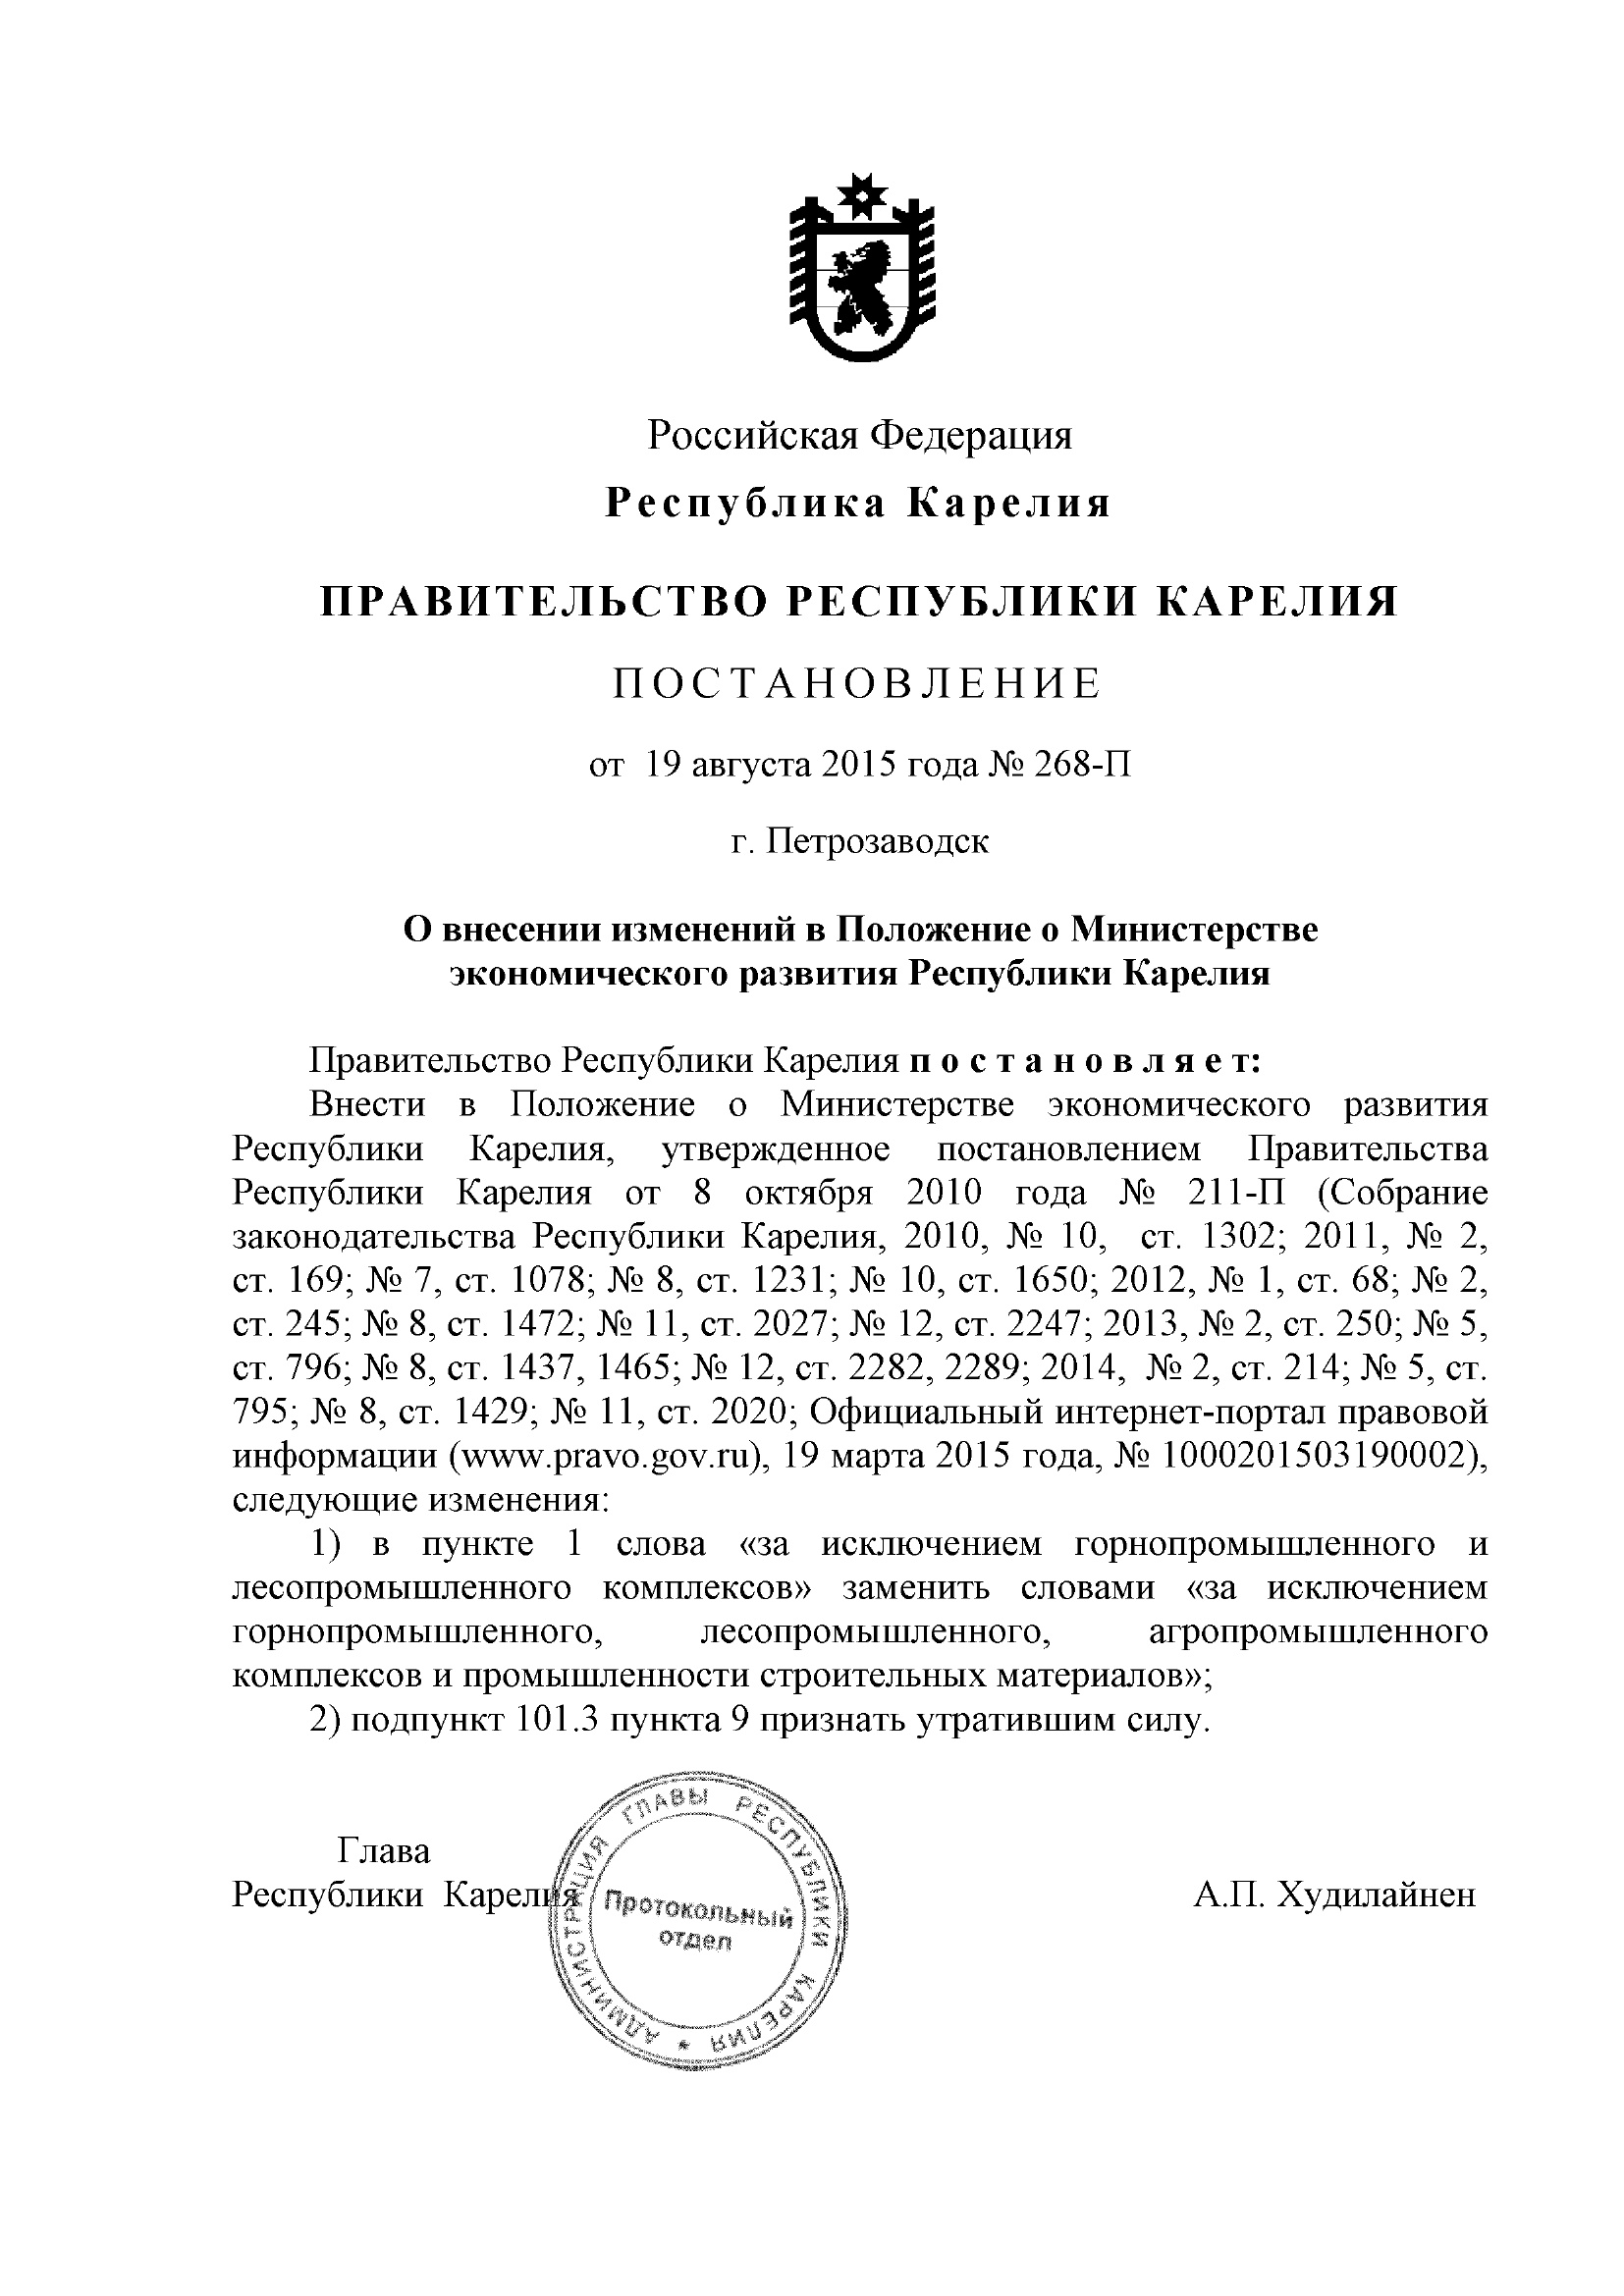 Российская Федерация
Республика Карелия
ПРАВИТЕЛЬСТВО РЕСПУБЛИКИ КАРЕЛИЯ
ПОСТАНОВЛЕНИЕ
от 19 августа 2015 года № 268-П
г. Петрозаводск
О внесении изменений в Положение о Министерстве
экономического развития Республики Карелия
Правительство Республики Карелия п о с т а н о в л я е т:
Внести в Положение о Министерстве экономического развития
Республики Карелия, утвержденное постановлением Правительства
Республики Карелия от 8 октября 2010 года № 211-П (Собрание
законодательства Республики Карелия, 2010, № 10, ст. 1302; 2011, № 2,
ст. 169; № 7, ст. 1078; № 8, ст. 1231; № 10, ст. 1650; 2012, № 1, ст. 68; № 2,
ст. 245; № 8, ст. 1472; № 11, ст. 2027; № 12, ст. 2247; 2013, № 2, ст. 250; № 5,
ст. 796; № 8, ст. 1437, 1465; № 12, ст. 2282, 2289; 2014, № 2, ст. 214; № 5, ст.
795; № 8, ст. 1429; № 11, ст. 2020; Официальный интернет-портал правовой
информации (www.pravo.gov.ru), 19 марта 2015 года, № 1000201503190002),
следующие изменения:
1) в пункте 1 слова «за исключением горнопромышленного и
лесопромышленного комплексов» заменить словами «за исключением
горнопромышленного, лесопромышленного, агропромышленного
комплексов и промышленности строительных материалов»;
2) подпункт 101.3 пункта 9 признать утратившим силу.
Глава
Республики Карелия
А.П. Худилайнен
АДМИНИСТРАЦИЯ ГЛАВЫ РЕСПУБЛИКИ КАРЕЛИЯ
Протокольный
отдел